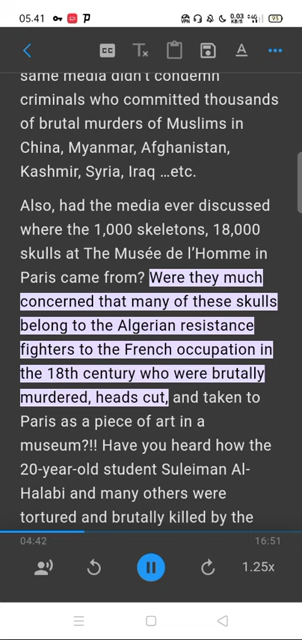 05.41
0.03 KB/S
4G
95
CC
same media didn't condemn
criminals who committed thousands
of brutal murders of Muslims in
China, Myanmar, Afghanistan,
Kashmir, Syria, Iraq ...etc.
Also, had the media ever discussed
where the 1,000 skeletons, 18,000
skulls at The Musée de l'Homme in
Paris came from? Were they much
concerned that many of these skulls
belong to the Algerian resistance
fighters to the French occupation in
the 18th century who were brutally
murdered, heads cut, and taken to
Paris as a piece of art in a
museum?!! Have you heard how the
20-year-old student Suleiman Al-
Halabi and many others were
tortured and brutally killed by the
04:42
16:51
1.25x